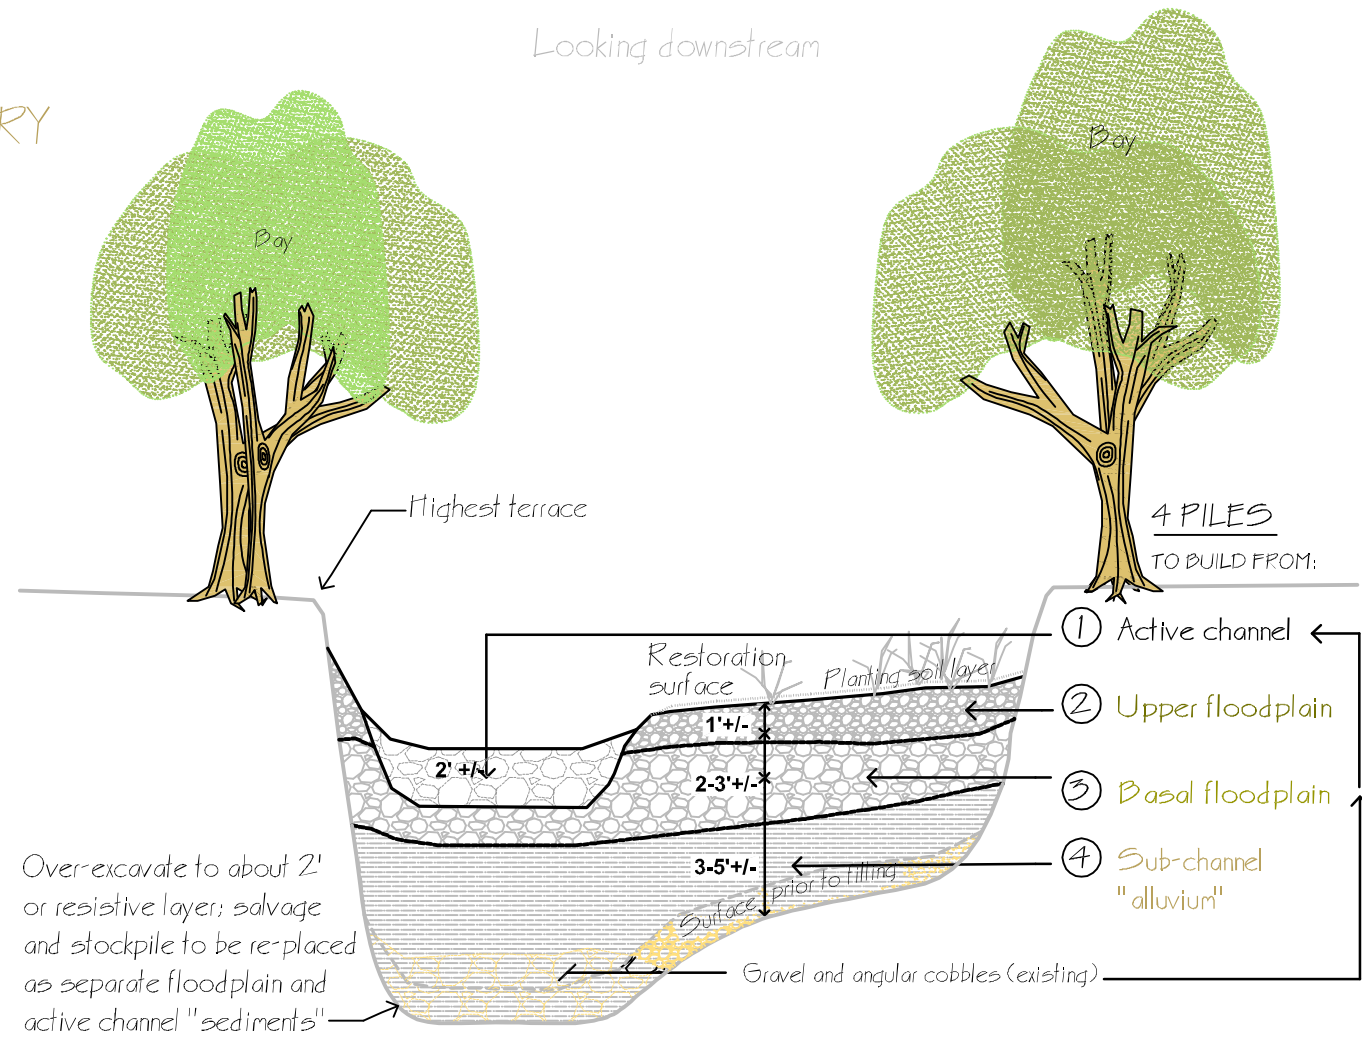 Looking downstream
RY
Bay
Bay
Highest terrace
4 PILES
TO BUILD FROM:
1 Active channel
Restoration
surface
Planting soil layer
2 Upper floodplain
1'+/-
2' +/-
2-3'+/-
3 Basal floodplain
3-5'+/-
4 Sub-channel
"alluvium"
Surface prior to filling
Over-excavate to about 2'
or resistive layer; salvage
and stockpile to be re-placed
as separate floodplain and
active channel "sediments"
Gravel and angular cobbles (existing)